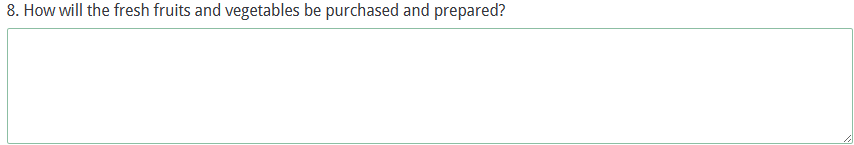 8. How will the fresh fruits and vegetables be purchased and prepared?